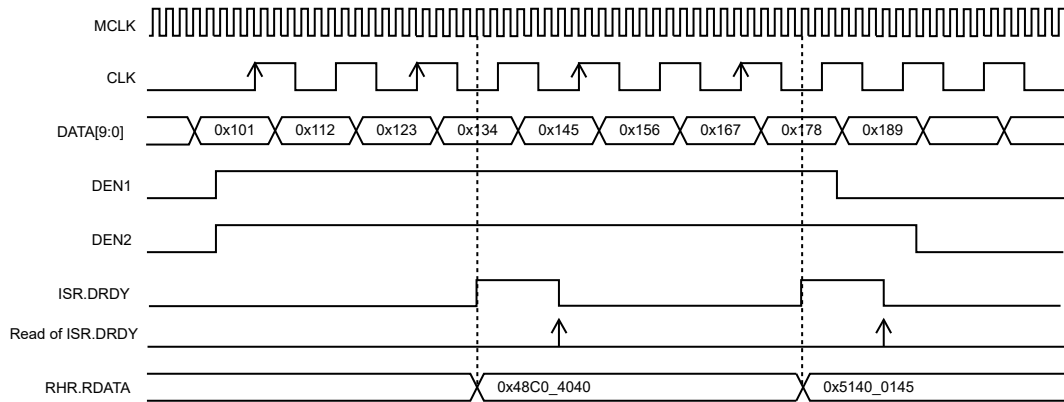 MCLK
CLK
DATA[9:0] 0x101 0x112 0x123 0x134 0x145 0x156 0x167 0x178 0x189
DEN1
DEN2
ISR.DRDY
Read of ISR.DRDY
RHR.RDATA 0x48C0_4040 0x5140_0145